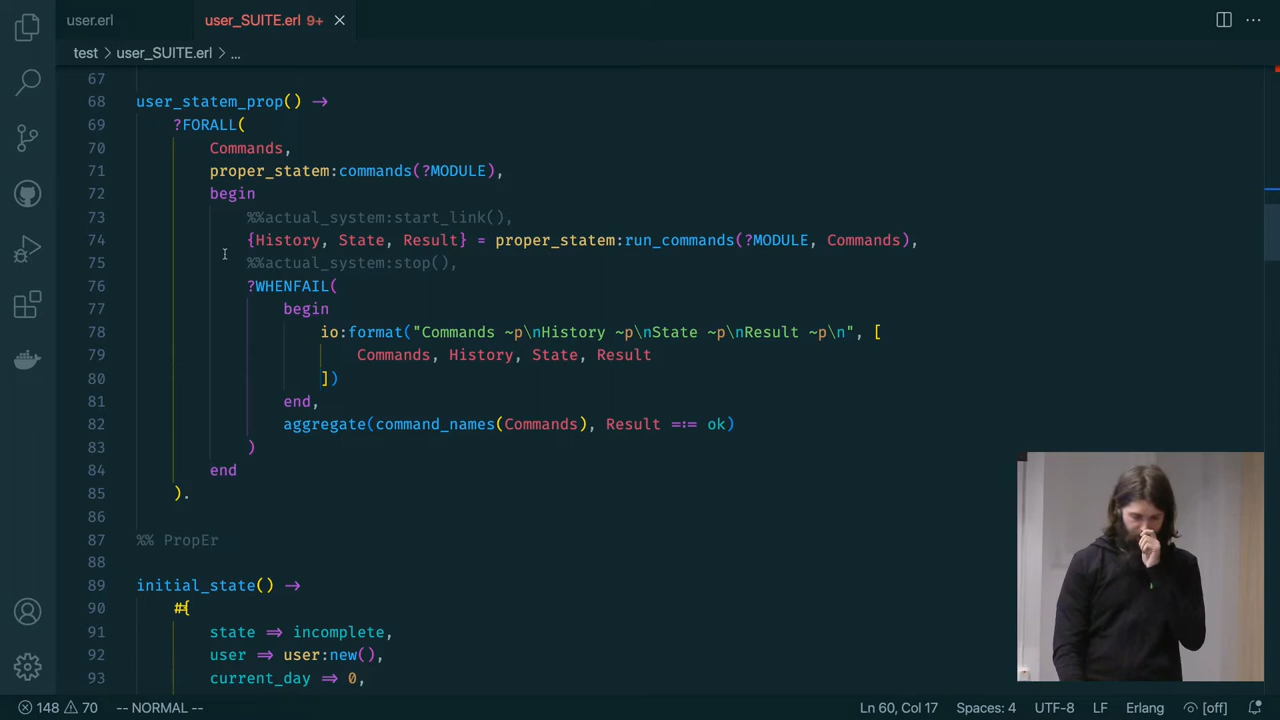 user.erl
user_SUITE.erl 9+
test > user_SUITE.erl > ...
67
68 user_statem_prop() ->
69 ?FORALL(
70 Commands,
71 proper_statem:commands(?MODULE),
72 begin
73 %%actual_system:start_link(),
74 {History, State, Result} = proper_statem:run_commands(?MODULE, Commands),
75 %%actual_system:stop(),
76 ?WHENFAIL(
77 begin
78 io:format("Commands ~p\nHistory ~p\nState ~p\nResult ~p\n", [
79 Commands, History, State, Result
80 ])
81 end,
82 aggregate(command_names(Commands), Result =:= ok)
83 )
84 end
85 ).
86
87 %% PropEr
88
89 initial_state() ->
90 #{
91 state => incomplete,
92 user => user:new(),
93 current_day => 0,
148 70 -- NORMAL -- Ln 60, Col 17 Spaces: 4 UTF-8 LF Erlang [off]